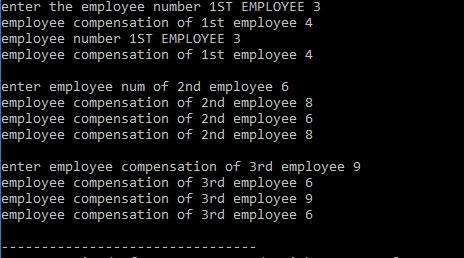 enter the employee number 1ST EMPLOYEE 3
employee compensation of 1st employee 4
employee number 1ST EMPLOYEE 3
employee compensation of 1st employee 4
enter employee num of 2nd employee 6
employee compensation of 2nd employee 8
employee compensation of 2nd employee 6
employee compensation of 2nd employee 8
enter employee compensation of 3rd employee 9
employee compensation of 3rd employee 6
employee compensation of 3rd employee 9
employee compensation of 3rd employee 6
--------------------------------